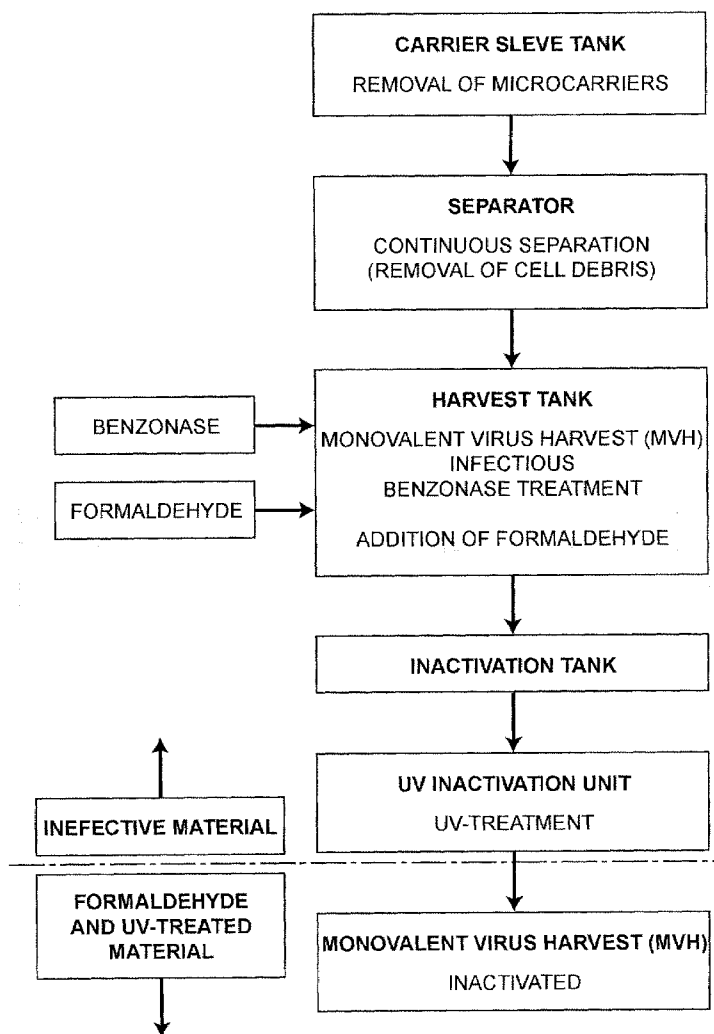 CARRIER SLEVE TANK
REMOVAL OF MICROCARRIERS
SEPARATOR
CONTINUOUS SEPARATION
(REMOVAL OF CELL DEBRIS)
HARVEST TANK
MONOVALENT VIRUS HARVEST (MVH)
INFECTIOUS
BENZONASE TREATMENT
ADDITION OF FORMALDEHYDE
BENZONASE
FORMALDEHYDE
INACTIVATION TANK
UV INACTIVATION UNIT
UV-TREATMENT
INEFECTIVE MATERIAL
FORMALDEHYDE
AND UV-TREATED
MATERIAL
MONOVALENT VIRUS HARVEST (MVH)
INACTIVATED